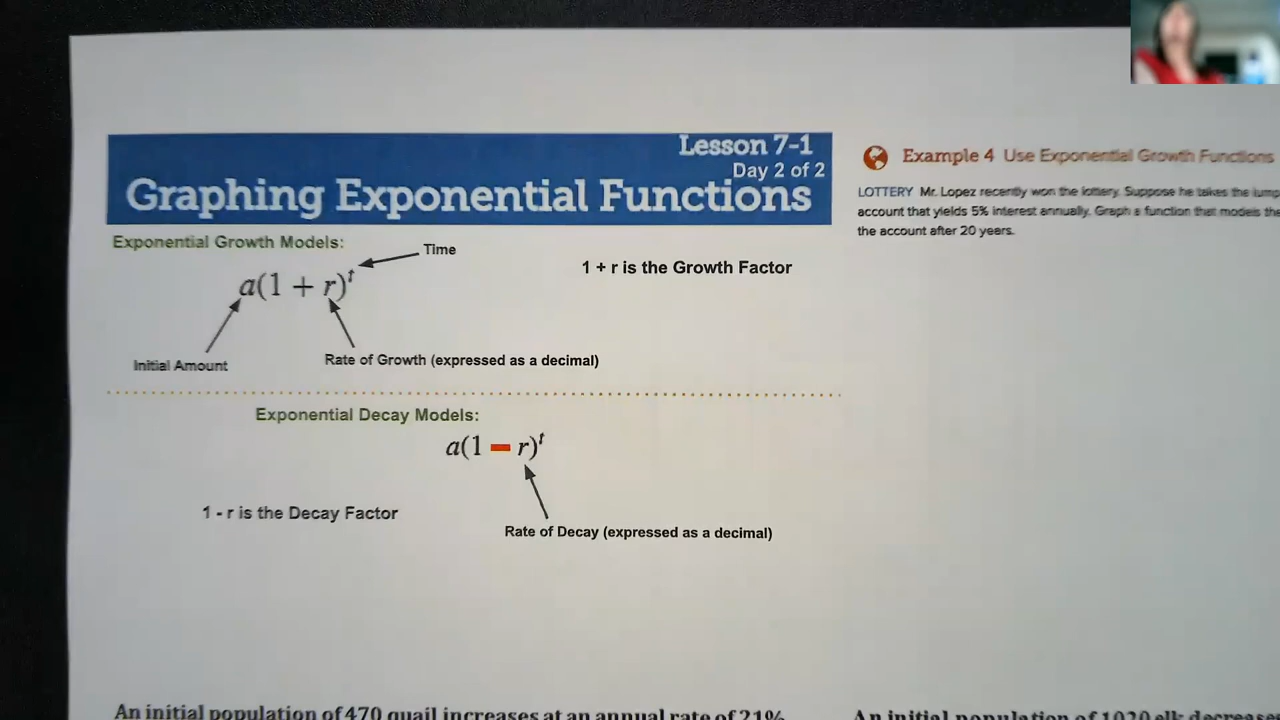 Lesson 7-1
Day 2 of 2
Graphing Exponential Functions
Exponential Growth Models:
Time
a(1 + r)^t
1 + r is the Growth Factor
Initial Amount
Rate of Growth (expressed as a decimal)
Exponential Decay Models:
a(1 − r)^t
1 - r is the Decay Factor
Rate of Decay (expressed as a decimal)
An initial population of 470 quail increases at an annual rate of 21%
Example 4 Use Exponential Growth Functions
LOTTERY Mr. Lopez recently won the lottery. Suppose he takes the lump
account that yields 5% interest annually. Graph a function that models the
the account after 20 years.
An initial population of 1020 elk decrease